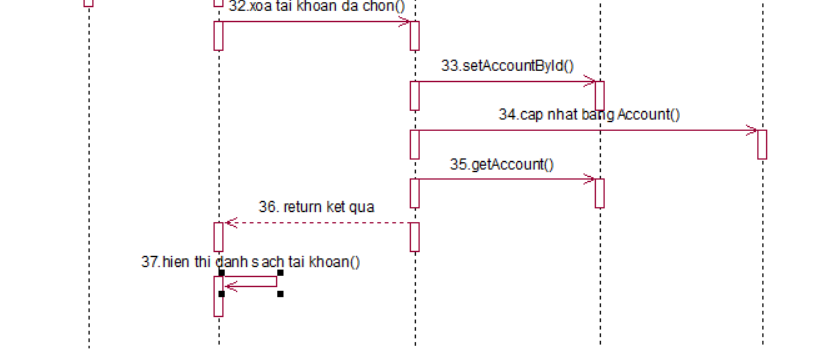 32.xoa tai khoan da chon()
33.setAccountById()
34.cap nhat bang Account()
35.getAccount()
36. return ket qua
37.hien thi danh sach tai khoan()